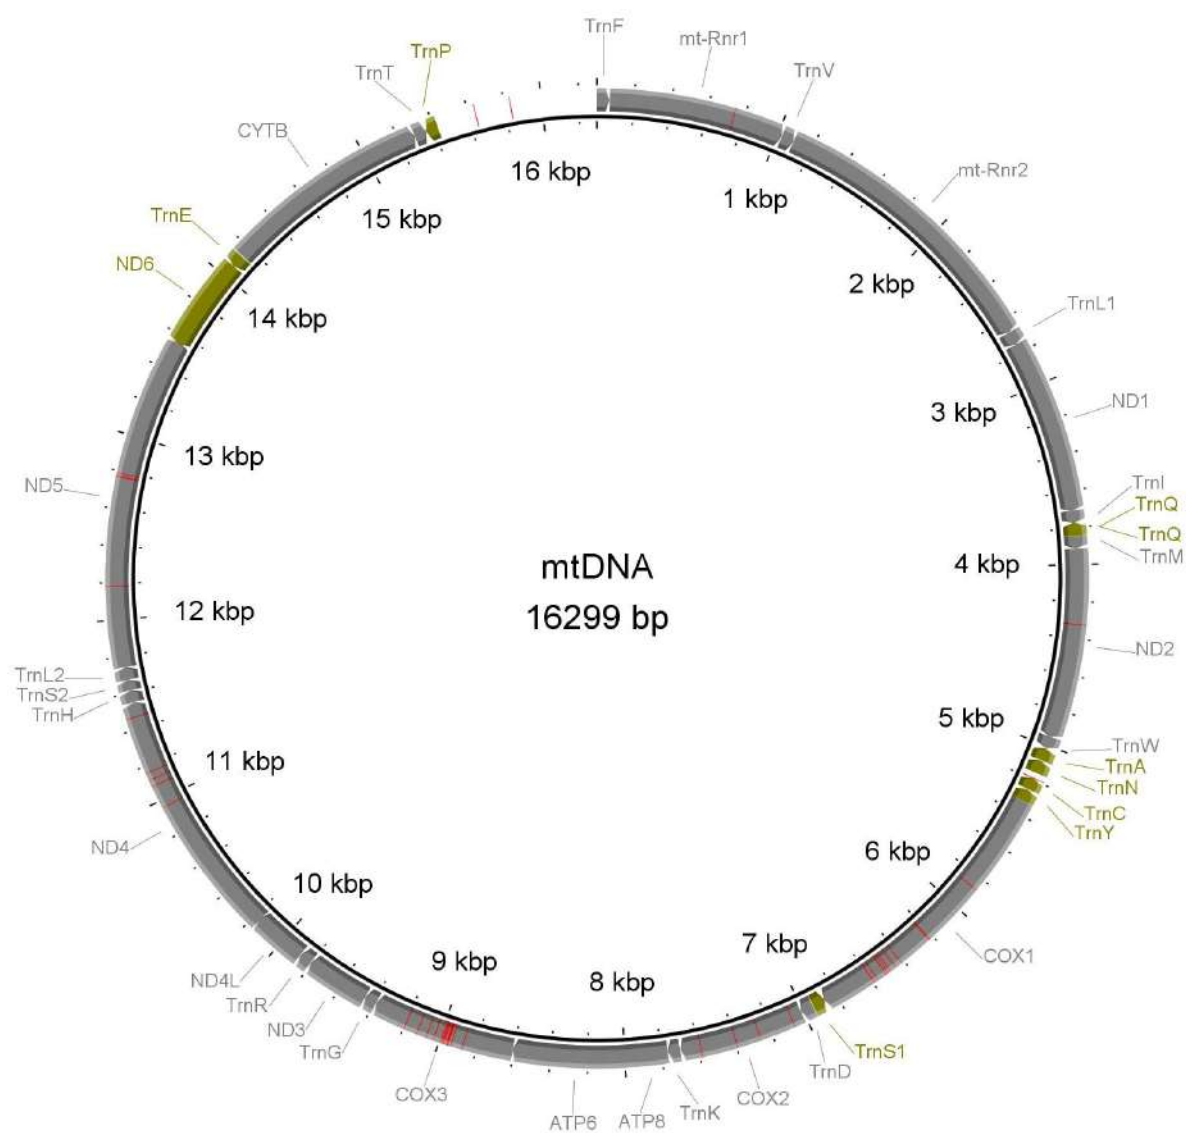 TrnF
mt-Rnr1
TrnV
mt-Rnr2
TrnL1
ND1
TrnI
TrnQ
TrnQ
TrnM
ND2
TrnW
TrnA
TrnN
TrnC
TrnY
COX1
TrnS1
TrnD
COX2
TrnK
ATP8
ATP6
COX3
TrnG
ND3
TrnR
ND4L
ND4
TrnH
TrnS2
TrnL2
ND5
ND6
TrnE
CYTB
TrnT
TrnP
1 kbp
2 kbp
3 kbp
4 kbp
5 kbp
6 kbp
7 kbp
8 kbp
9 kbp
10 kbp
11 kbp
12 kbp
13 kbp
14 kbp
15 kbp
16 kbp
mtDNA
16299 bp